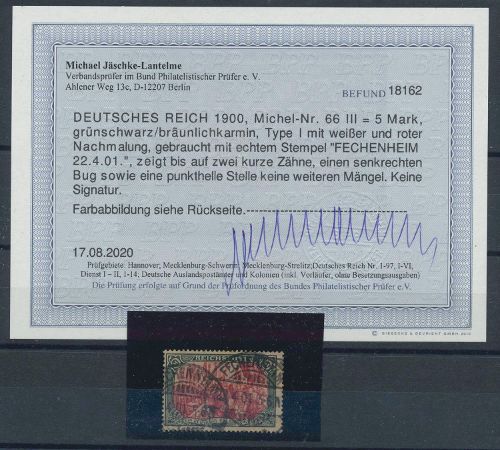 Michael Jäschke-Lantelme
Verbandsprüfer im Bund Philatelistischer Prüfer e. V.
Ahlener Weg 13c, D-12207 Berlin
BEFUND 18162
DEUTSCHES REICH 1900, Michel-Nr. 66 III = 5 Mark,
grünschwarz/bräunlichkarmin, Type I mit weißer und roter
Nachmalung, gebraucht mit echtem Stempel "FECHENHEIM
22.4.01.", zeigt bis auf zwei kurze Zähne, einen senkrechten
Bug sowie eine punkthelle Stelle keine weiteren Mängel. Keine
Signatur.
Farbabbildung siehe Rückseite.
17.08.2020
Prüfgebiete: Hannover, Mecklenburg-Schwerin, Mecklenburg-Strelitz, Deutsches Reich Nr. 1-97, I-VI,
Dienst I – II, 1-14; Deutsche Auslandspostämter und Kolonien (inkl. Vorläufer, ohne Besetzungsausgaben)
Die Prüfung erfolgte auf Grund der Prüfordnung des Bundes Philatelistischer Prüfer e.V.
REICHSPOST